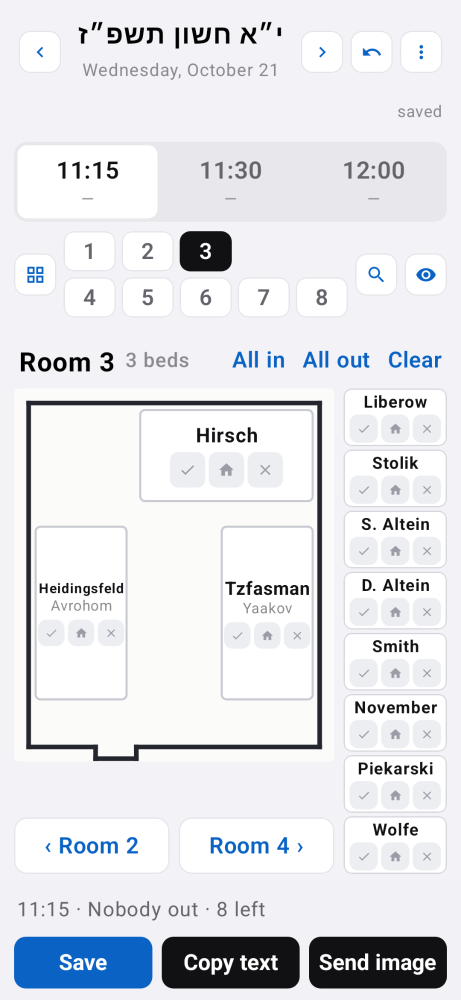 י״א חשון תשפ״ז
Wednesday, October 21
saved
11:15 11:30 12:00
– – –
1 2 3
4 5 6 7 8
Room 3 3 beds All in All out Clear
Hirsch
Heidingsfeld
Avrohom
Tzfasman
Yaakov
Liberow
Stolik
S. Altein
D. Altein
Smith
November
Piekarski
Wolfe
‹ Room 2 Room 4 ›
11:15 · Nobody out · 8 left
Save Copy text Send image